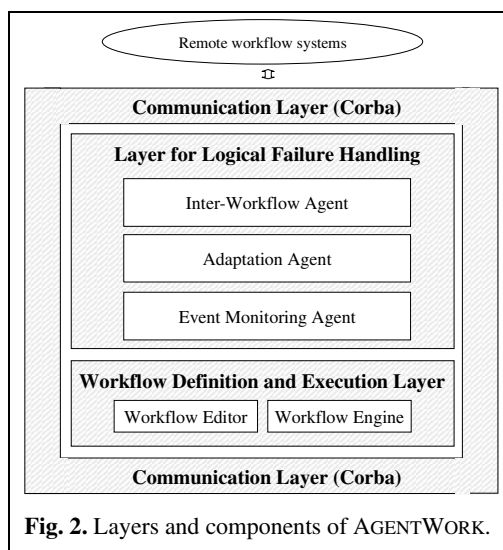 Remote workflow systems
Communication Layer (Corba)
Layer for Logical Failure Handling
Inter-Workflow Agent
Adaptation Agent
Event Monitoring Agent
Workflow Definition and Execution Layer
Workflow Editor
Workflow Engine
Communication Layer (Corba)
Fig. 2. Layers and components of AGENTWORK.